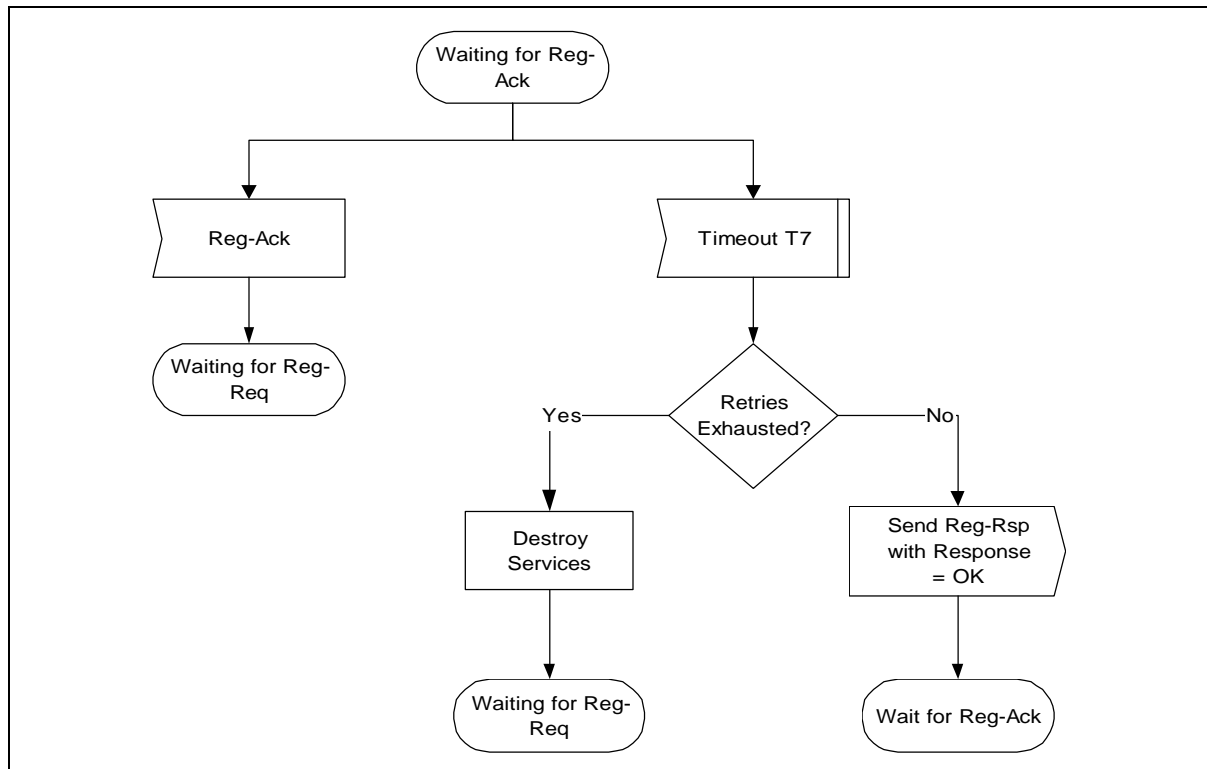 Waiting for Reg-
Ack
Reg-Ack
Timeout T7
Waiting for Reg-
Req
Retries
Exhausted?
Yes
No
Destroy
Services
Send Reg-Rsp
with Response
= OK
Waiting for Reg-
Req
Wait for Reg-Ack